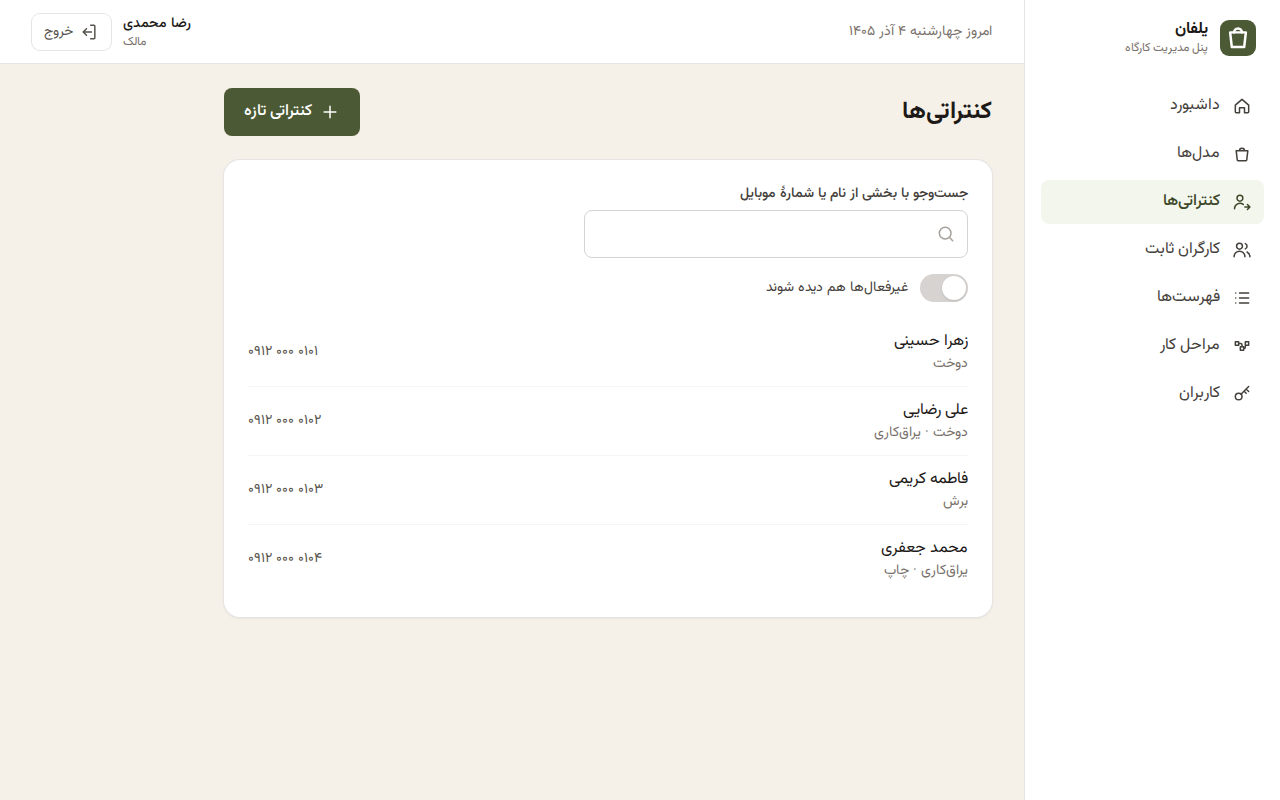 یلفان
پنل مدیریت کارگاه
داشبورد
مدل‌ها
کنتراتی‌ها
کارگران ثابت
فهرست‌ها
مراحل کار
کاربران
امروز چهارشنبه ۴ آذر ۱۴۰۵
رضا محمدی
مالک
خروج
کنتراتی‌ها
کنتراتی تازه
جست‌وجو با بخشی از نام یا شمارهٔ موبایل
غیرفعال‌ها هم دیده شوند
زهرا حسینی
دوخت
۰۹۱۲ ۰۰۰ ۰۱۰۱
علی رضایی
دوخت · یراق‌کاری
۰۹۱۲ ۰۰۰ ۰۱۰۲
فاطمه کریمی
برش
۰۹۱۲ ۰۰۰ ۰۱۰۳
محمد جعفری
یراق‌کاری · چاپ
۰۹۱۲ ۰۰۰ ۰۱۰۴